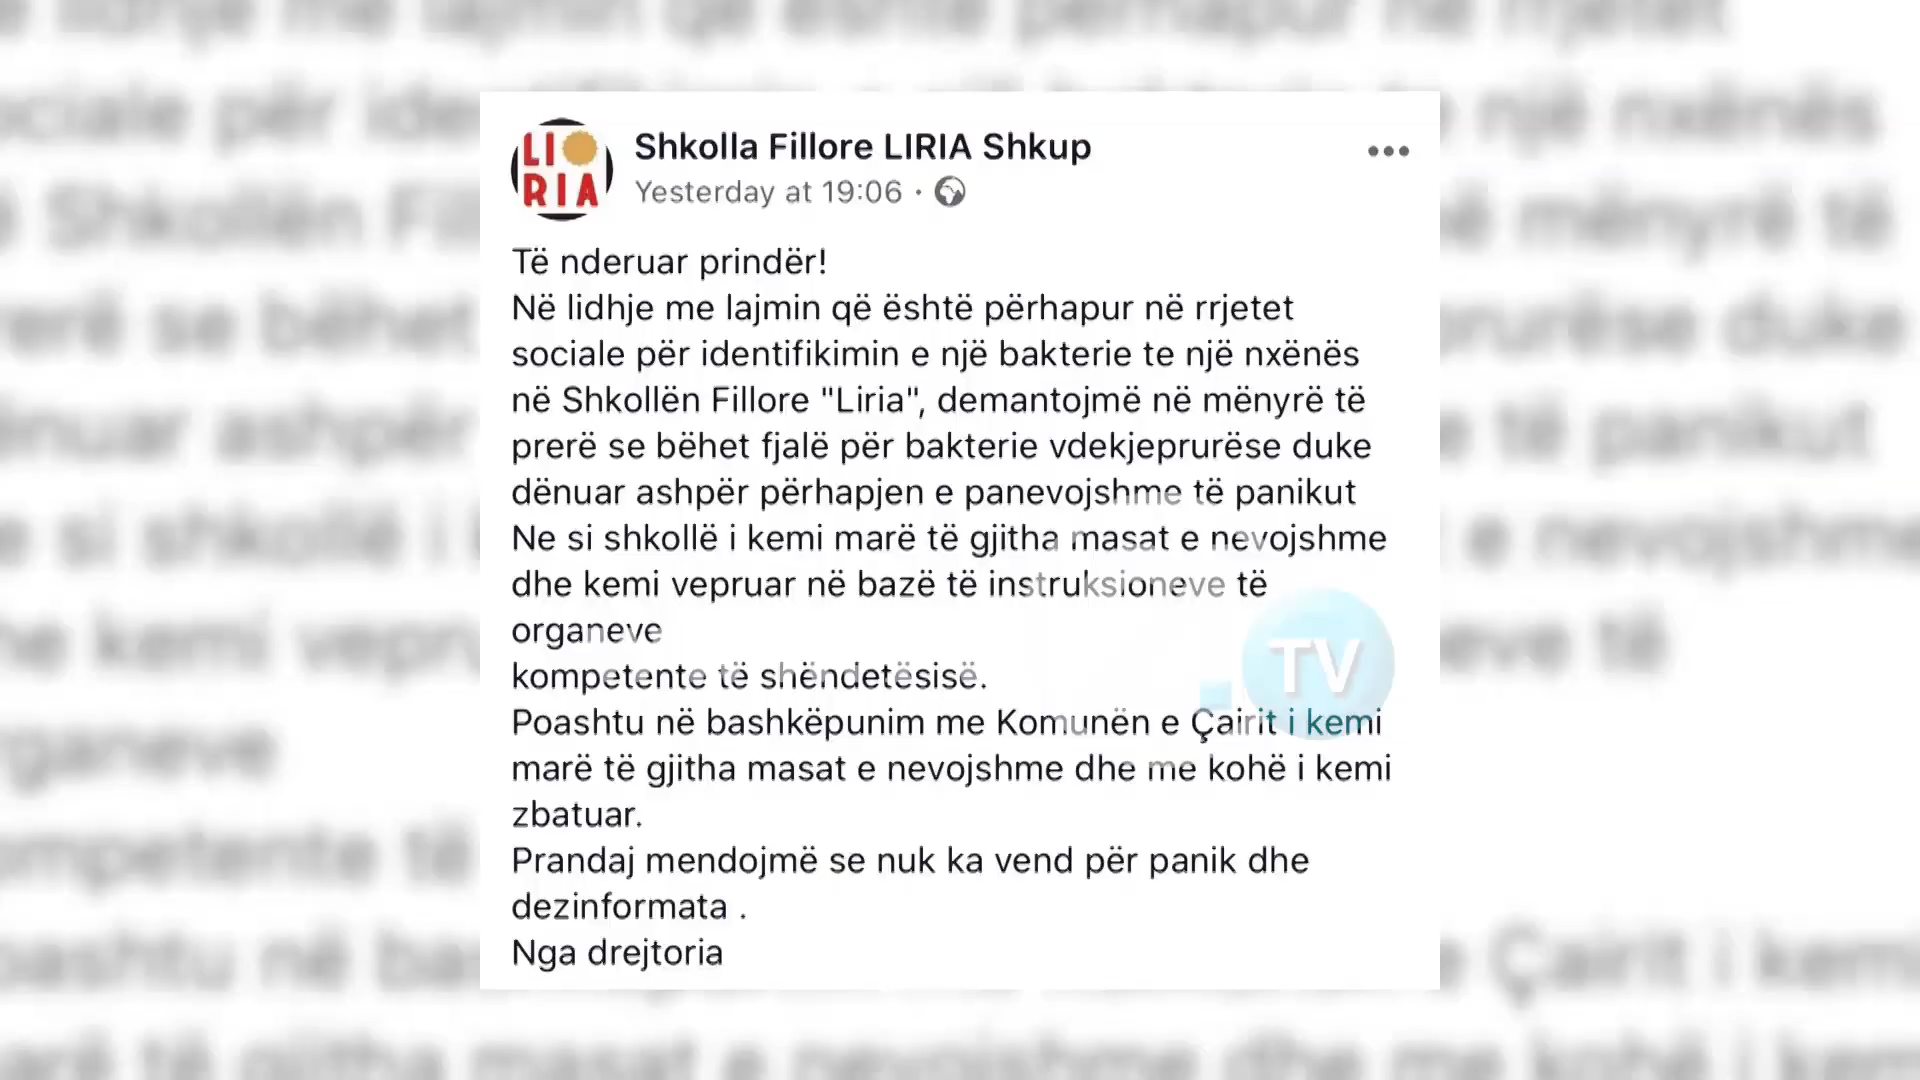 LI
RIA
Shkolla Fillore LIRIA Shkup
Yesterday at 19:06 ·
Të nderuar prindër!
Në lidhje me lajmin që është përhapur në rrjetet
sociale për identifikimin e një bakterie te një nxënës
në Shkollën Fillore "Liria", demantojmë në mënyrë të
prerë se bëhet fjalë për bakterie vdekjeprurëse duke
dënuar ashpër përhapjen e panevojshme të panikut
Ne si shkollë i kemi marë të gjitha masat e nevojshme
dhe kemi vepruar në bazë të instruksioneve të
organeve
kompetente të shëndetësisë.
Poashtu në bashkëpunim me Komunën e Çairit i kemi
marë të gjitha masat e nevojshme dhe me kohë i kemi
zbatuar.
Prandaj mendojmë se nuk ka vend për panik dhe
dezinformata .
Nga drejtoria
TV